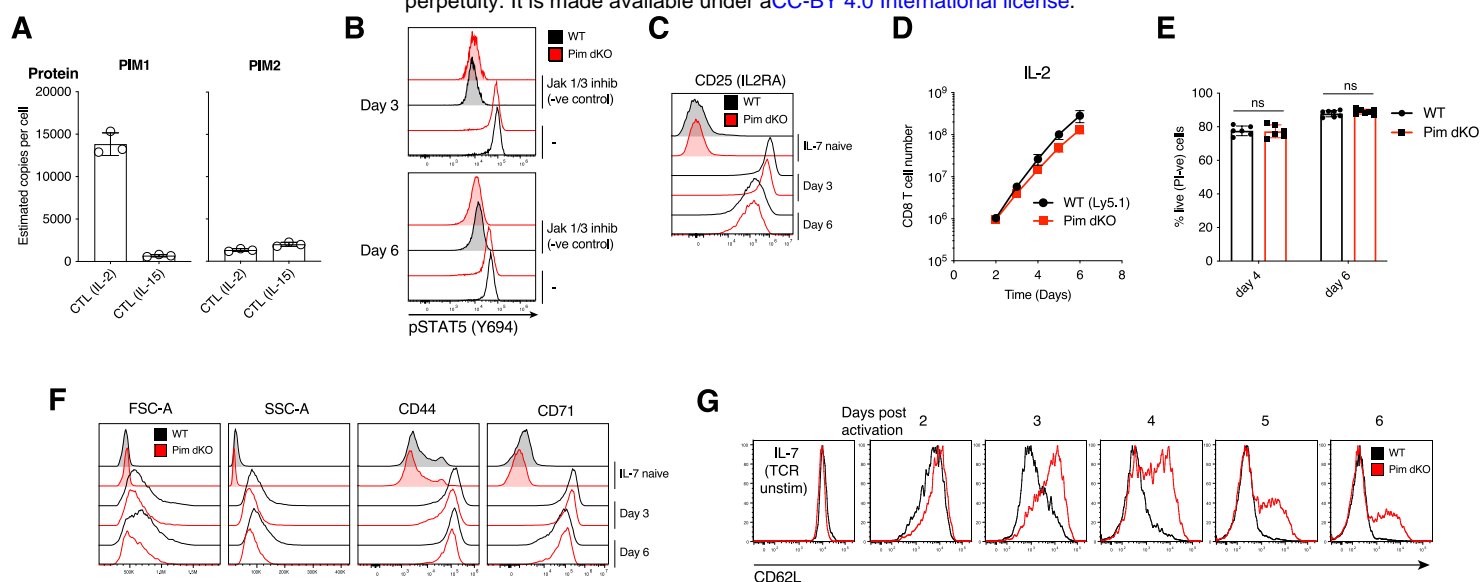 perpetuity. It is made available under aCC-BY 4.0 International license.
A
Protein
PIM1
PIM2
Estimated copies per cell
20000
15000
10000
5000
0
CTL (IL-2)
CTL (IL-15)
CTL (IL-2)
CTL (IL-15)
B
WT
Pim dKO
Day 3
Jak 1/3 inhib
(-ve control)
-
Day 6
Jak 1/3 inhib
(-ve control)
-
pSTAT5 (Y694)
C
CD25 (IL2RA)
WT
Pim dKO
IL-7 naive
Day 3
Day 6
D
IL-2
CD8 T cell number
10⁹
10⁸
10⁷
10⁶
10⁵
WT (Ly5.1)
Pim dKO
0 2 4 6 8
Time (Days)
E
% live (PI-ve) cells
100
80
60
40
20
0
ns
ns
WT
Pim dKO
day 4
day 6
F
FSC-A
SSC-A
CD44
CD71
WT
Pim dKO
IL-7 naive
Day 3
Day 6
G
Days post
activation
2 3 4 5 6
IL-7
(TCR
unstim)
WT
Pim dKO
CD62L